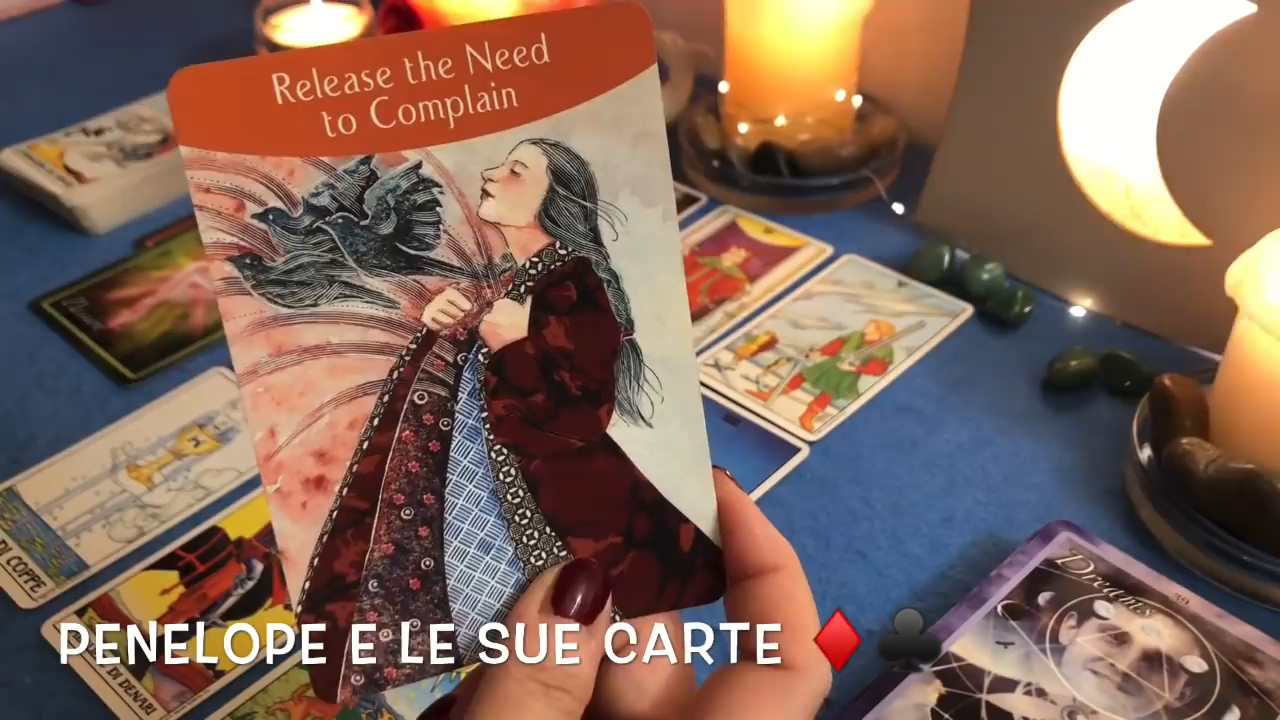 Release the Need
to Complain
DI COPPE
DI DENARI
Dreams
PENELOPE E LE SUE CARTE ♦️ ♣️